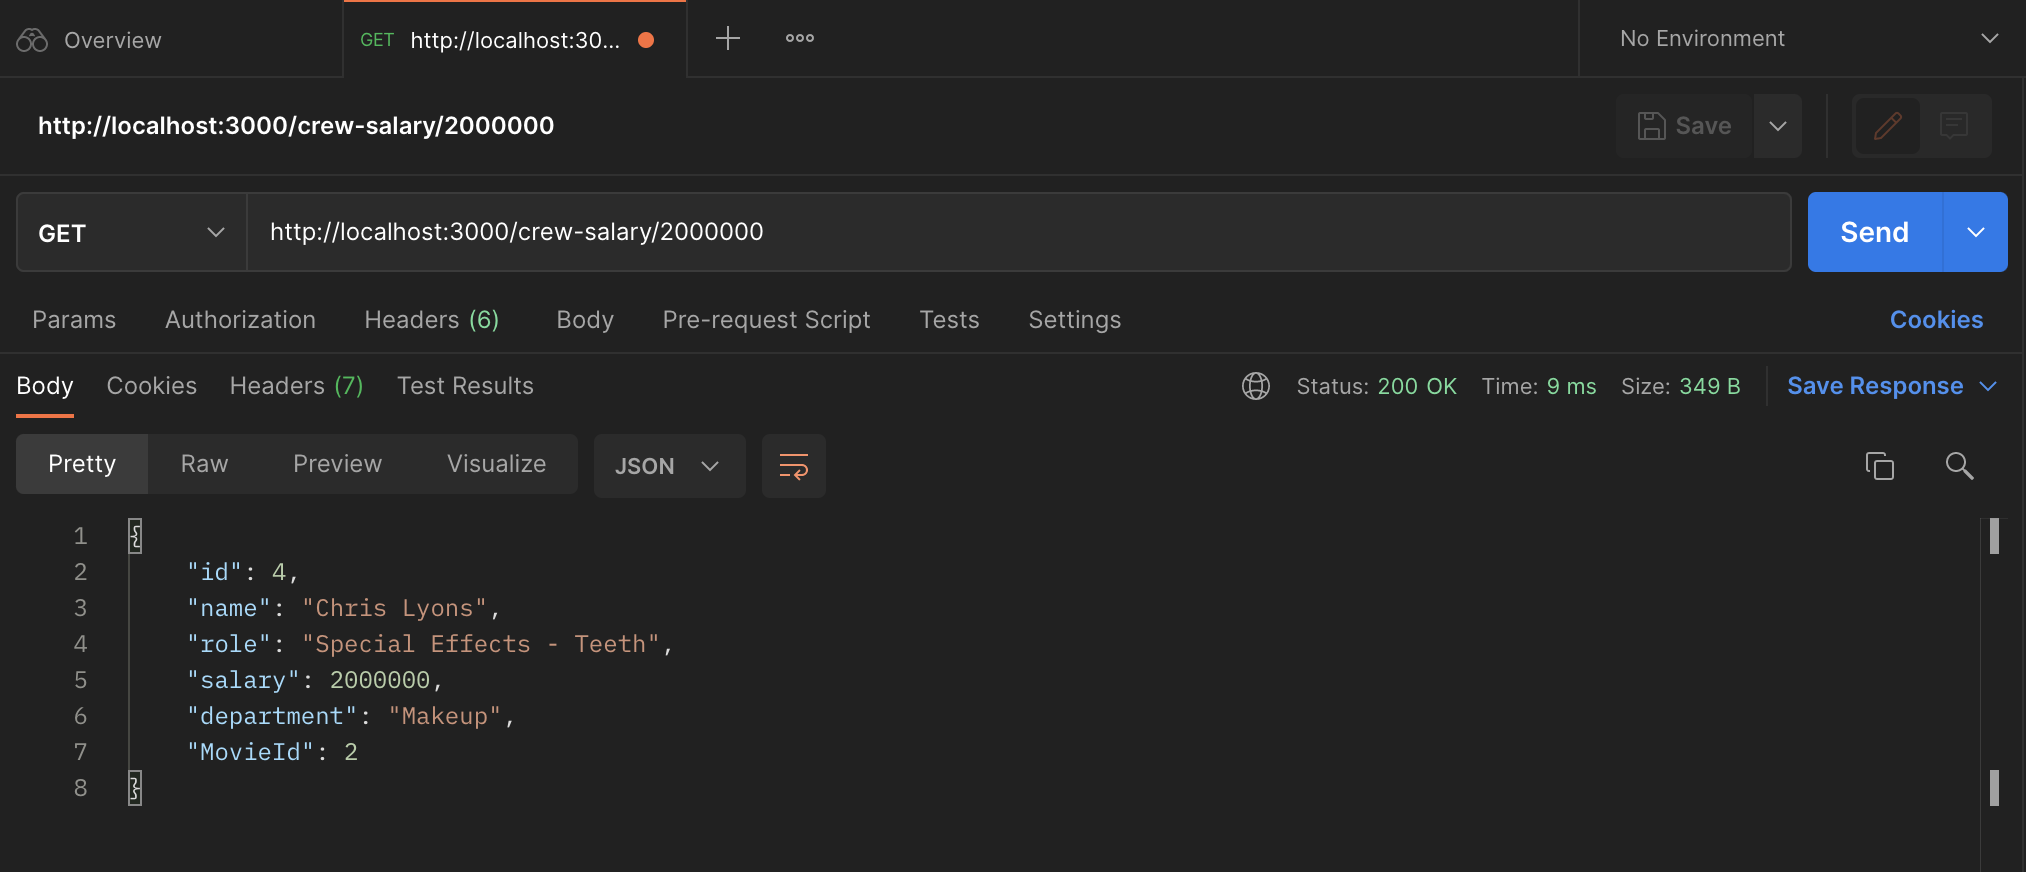 Overview
GET http://localhost:30...
No Environment
http://localhost:3000/crew-salary/2000000
Save
GET
http://localhost:3000/crew-salary/2000000
Send
Params Authorization Headers (6) Body Pre-request Script Tests Settings
Cookies
Body Cookies Headers (7) Test Results
Status: 200 OK Time: 9 ms Size: 349 B
Save Response
Pretty Raw Preview Visualize
JSON
1 {
2 "id": 4,
3 "name": "Chris Lyons",
4 "role": "Special Effects - Teeth",
5 "salary": 2000000,
6 "department": "Makeup",
7 "MovieId": 2
8 }